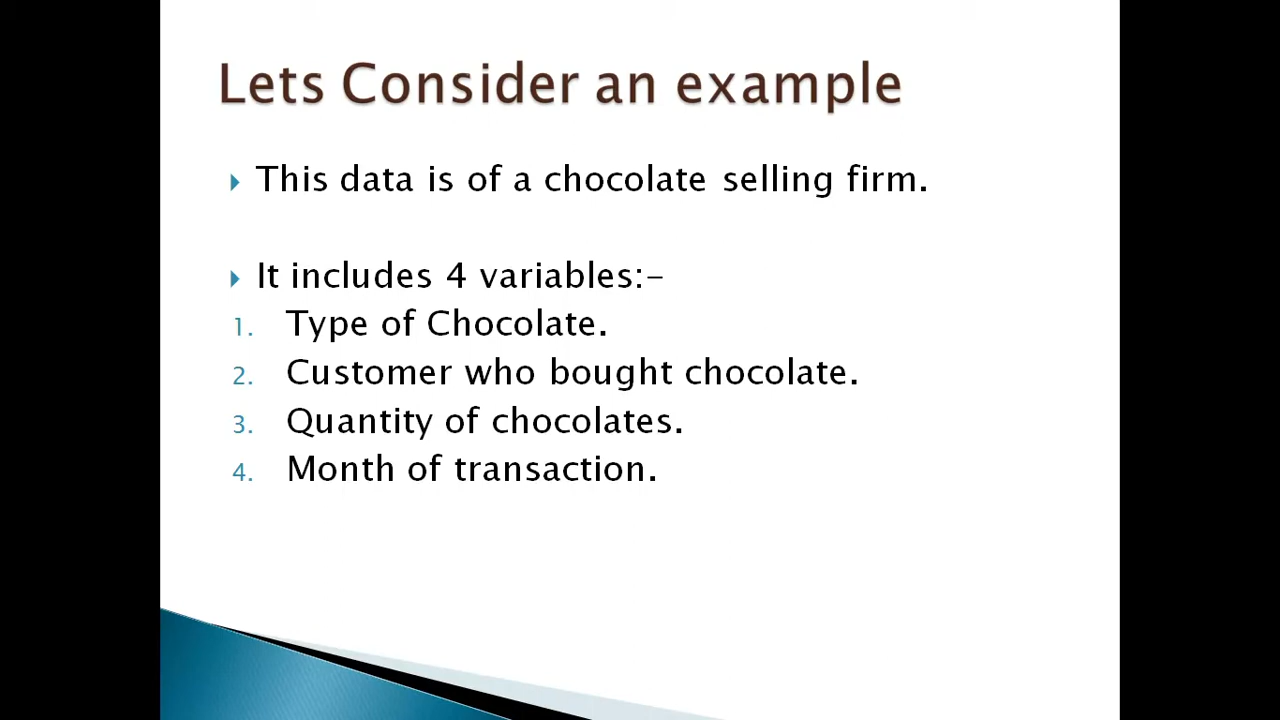 Lets Consider an example
This data is of a chocolate selling firm.
It includes 4 variables:-
1. Type of Chocolate.
2. Customer who bought chocolate.
3. Quantity of chocolates.
4. Month of transaction.